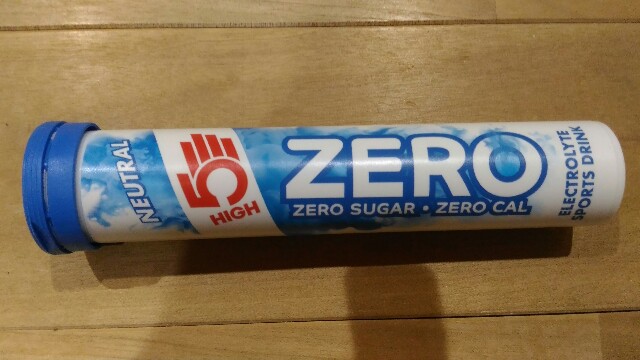 NEUTRAL
HIGH
5
ZERO
ZERO SUGAR • ZERO CAL
ELECTROLYTE
SPORTS DRINK